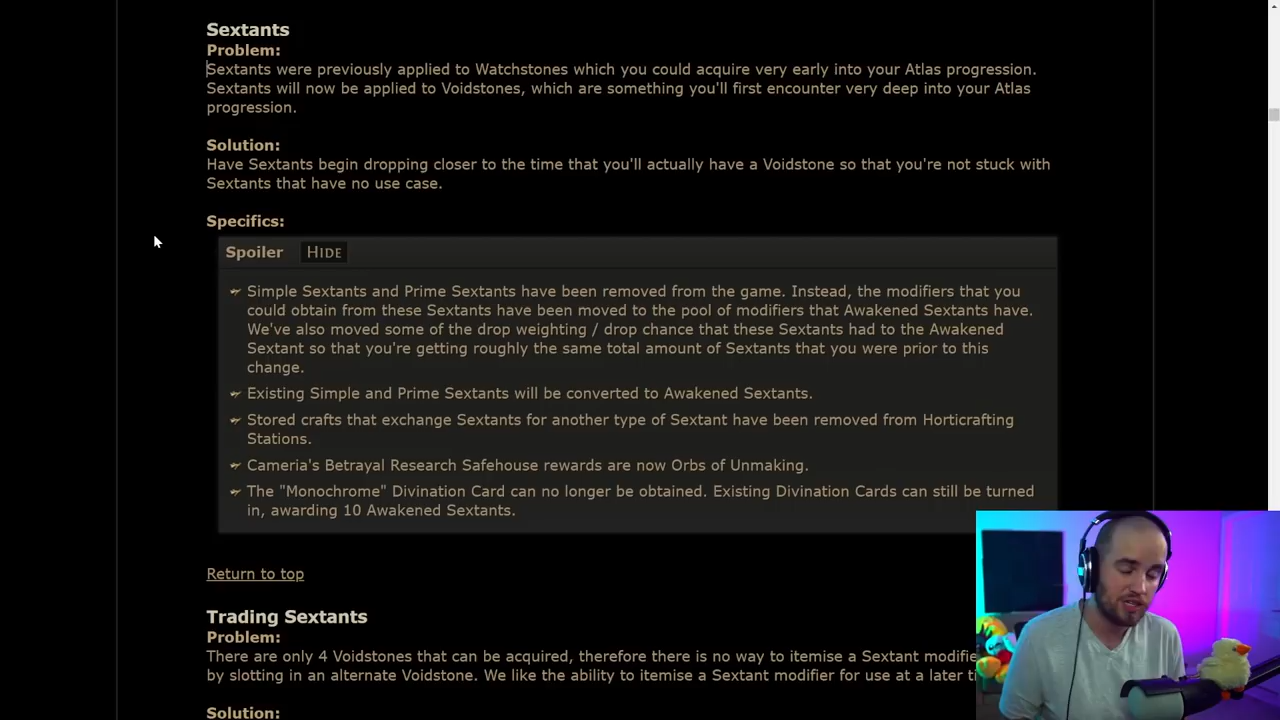 Sextants
Problem:
Sextants were previously applied to Watchstones which you could acquire very early into your Atlas progression.
Sextants will now be applied to Voidstones, which are something you'll first encounter very deep into your Atlas
progression.
Solution:
Have Sextants begin dropping closer to the time that you'll actually have a Voidstone so that you're not stuck with
Sextants that have no use case.
Specifics:
Spoiler HIDE
Simple Sextants and Prime Sextants have been removed from the game. Instead, the modifiers that you
could obtain from these Sextants have been moved to the pool of modifiers that Awakened Sextants have.
We've also moved some of the drop weighting / drop chance that these Sextants had to the Awakened
Sextant so that you're getting roughly the same total amount of Sextants that you were prior to this
change.
Existing Simple and Prime Sextants will be converted to Awakened Sextants.
Stored crafts that exchange Sextants for another type of Sextant have been removed from Horticrafting
Stations.
Cameria's Betrayal Research Safehouse rewards are now Orbs of Unmaking.
The "Monochrome" Divination Card can no longer be obtained. Existing Divination Cards can still be turned
in, awarding 10 Awakened Sextants.
Return to top
Trading Sextants
Problem:
There are only 4 Voidstones that can be acquired, therefore there is no way to itemise a Sextant
by slotting in an alternate Voidstone. We like the ability to itemise a Sextant modifier for use at a later
Solution: